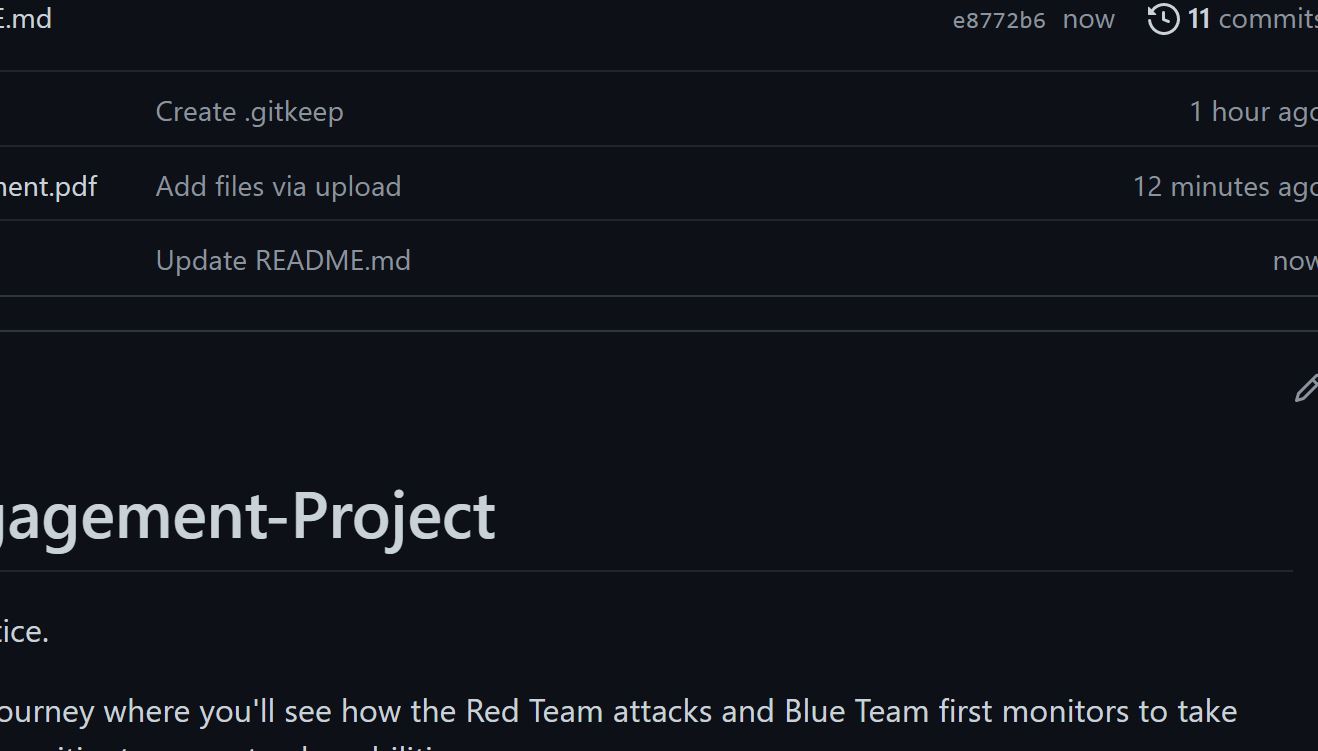 E.md e8772b6 now 11 commits
Create .gitkeep 1 hour ago
ment.pdf Add files via upload 12 minutes ago
Update README.md now
gagement-Project
tice.
ourney where you'll see how the Red Team attacks and Blue Team first monitors to take